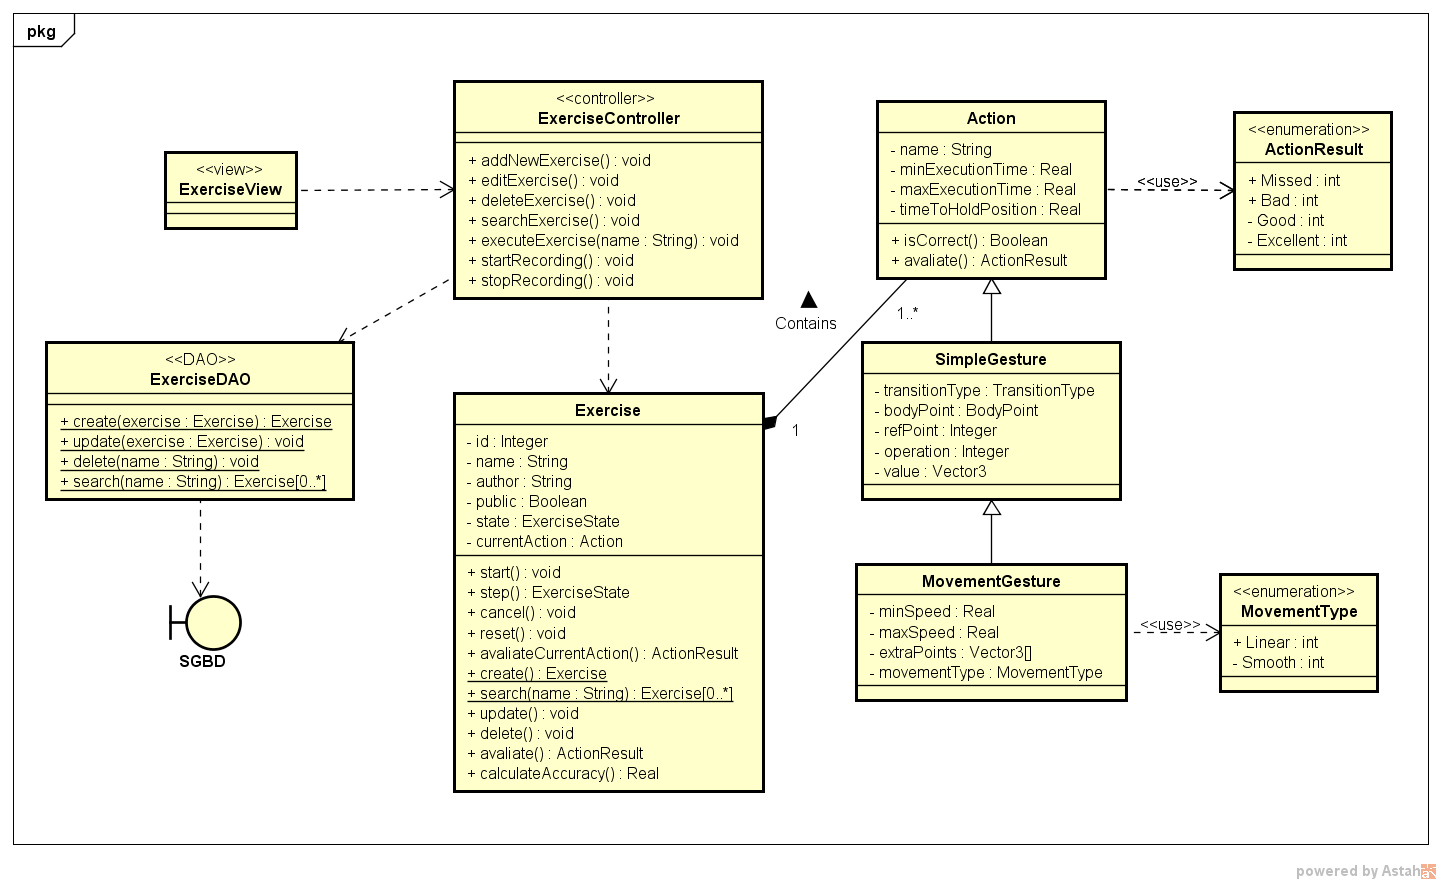 pkg
<<view>>
ExerciseView
<<controller>>
ExerciseController
+ addNewExercise() : void
+ editExercise() : void
+ deleteExercise() : void
+ searchExercise() : void
+ executeExercise(name : String) : void
+ startRecording() : void
+ stopRecording() : void
Action
- name : String
- minExecutionTime : Real
- maxExecutionTime : Real
- timeToHoldPosition : Real
+ isCorrect() : Boolean
+ avaliate() : ActionResult
<<use>>
<<enumeration>>
ActionResult
+ Missed : int
+ Bad : int
- Good : int
- Excellent : int
Contains
1..*
1
<<DAO>>
ExerciseDAO
+ create(exercise : Exercise) : Exercise
+ update(exercise : Exercise) : void
+ delete(name : String) : void
+ search(name : String) : Exercise[0..*]
SGBD
Exercise
- id : Integer
- name : String
- author : String
- public : Boolean
- state : ExerciseState
- currentAction : Action
+ start() : void
+ step() : ExerciseState
+ cancel() : void
+ reset() : void
+ avaliateCurrentAction() : ActionResult
+ create() : Exercise
+ search(name : String) : Exercise[0..*]
+ update() : void
+ delete() : void
+ avaliate() : ActionResult
+ calculateAccuracy() : Real
SimpleGesture
- transitionType : TransitionType
- bodyPoint : BodyPoint
- refPoint : Integer
- operation : Integer
- value : Vector3
MovementGesture
- minSpeed : Real
- maxSpeed : Real
- extraPoints : Vector3[]
- movementType : MovementType
<<use>>
<<enumeration>>
MovementType
+ Linear : int
- Smooth : int
powered by Astah